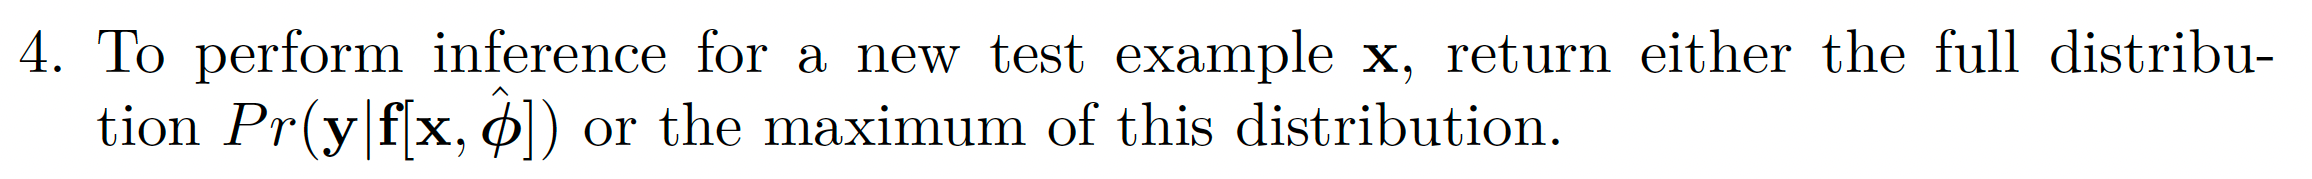 4. To perform inference for a new test example x, return either the full distribu-
tion Pr(y|f[x, ϕ̂]) or the maximum of this distribution.